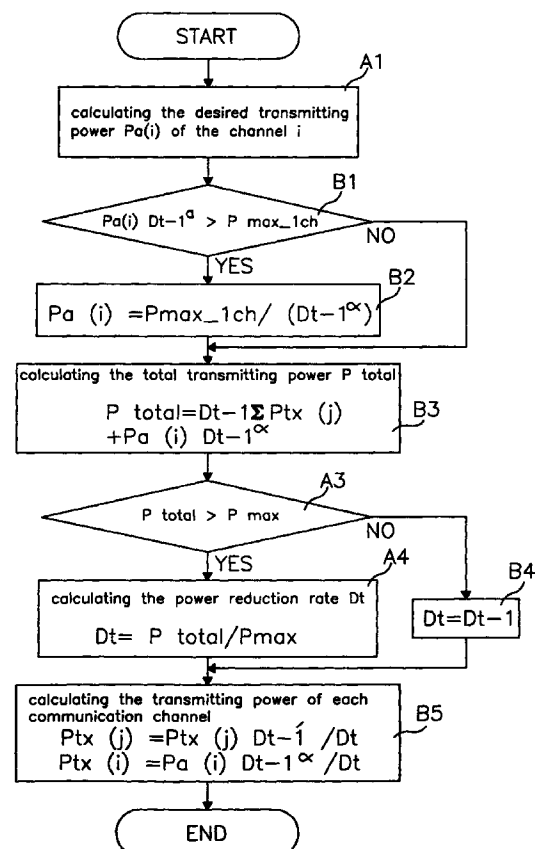 START
A1
calculating the desired transmitting
power Pa(i) of the channel i
B1
Pa(i) Dt-1ᵅ > P max_1ch
NO
YES
B2
Pa (i) =Pmax_1ch/ (Dt-1^∝)
calculating the total transmitting power P total
P total=Dt-1Σ Ptx (j)
+Pa (i) Dt-1^∝
B3
A3
P total > P max
NO
YES
A4
calculating the power reduction rate Dt
Dt= P total/Pmax
B4
Dt=Dt-1
calculating the transmitting power of each
communication channel
Ptx (j) =Ptx (j) Dt-1́ /Dt
Ptx (i) =Pa (i) Dt-1^∝ /Dt
B5
END